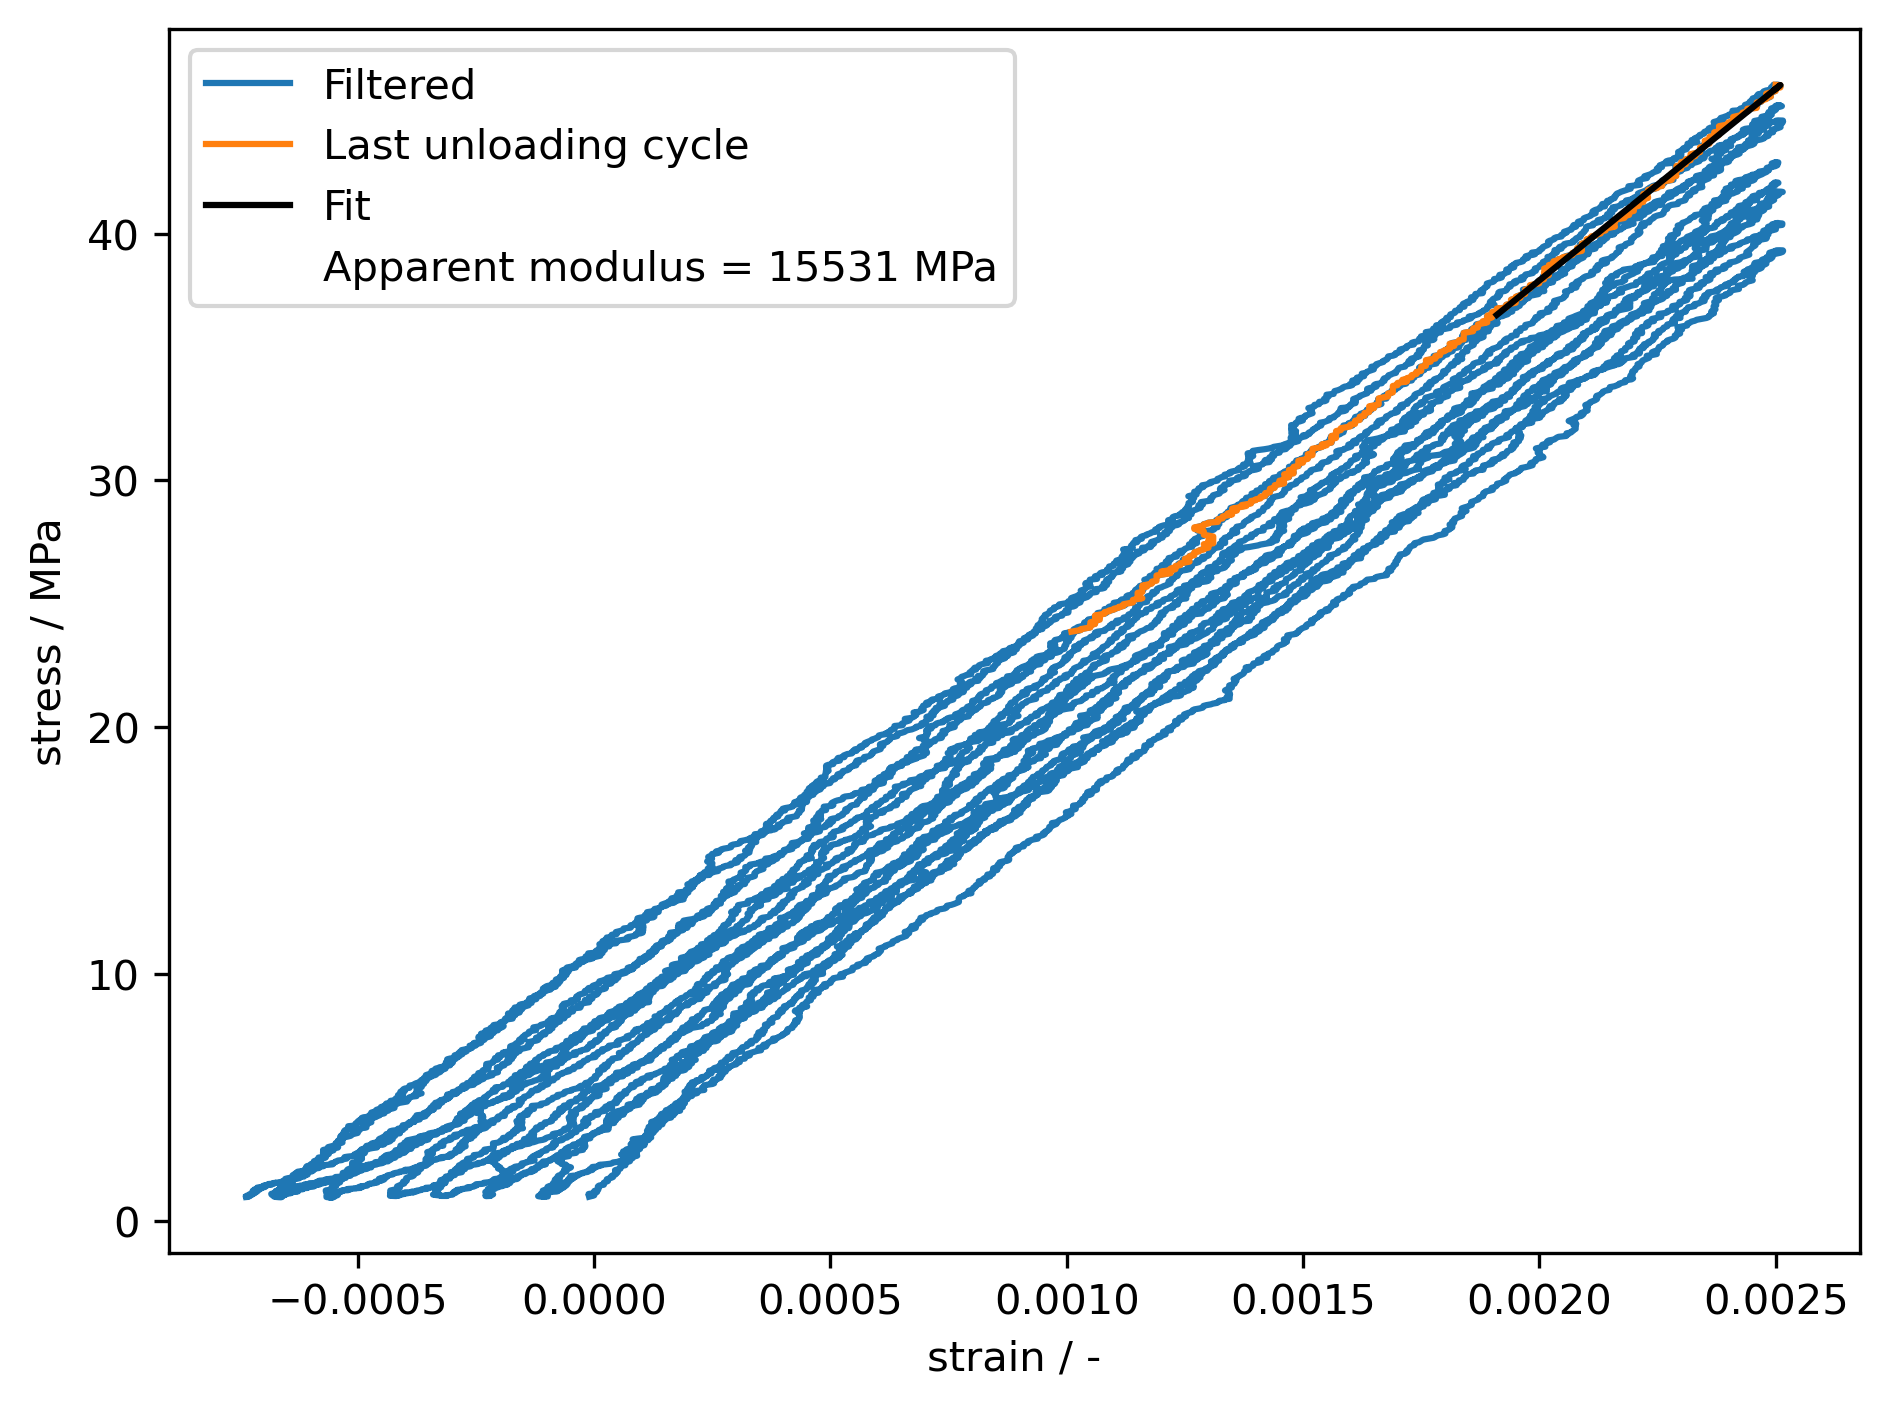 Filtered
Last unloading cycle
Fit
Apparent modulus = 15531 MPa
40
30
20
10
0
stress / MPa
−0.0005 0.0000 0.0005 0.0010 0.0015 0.0020 0.0025
strain / -